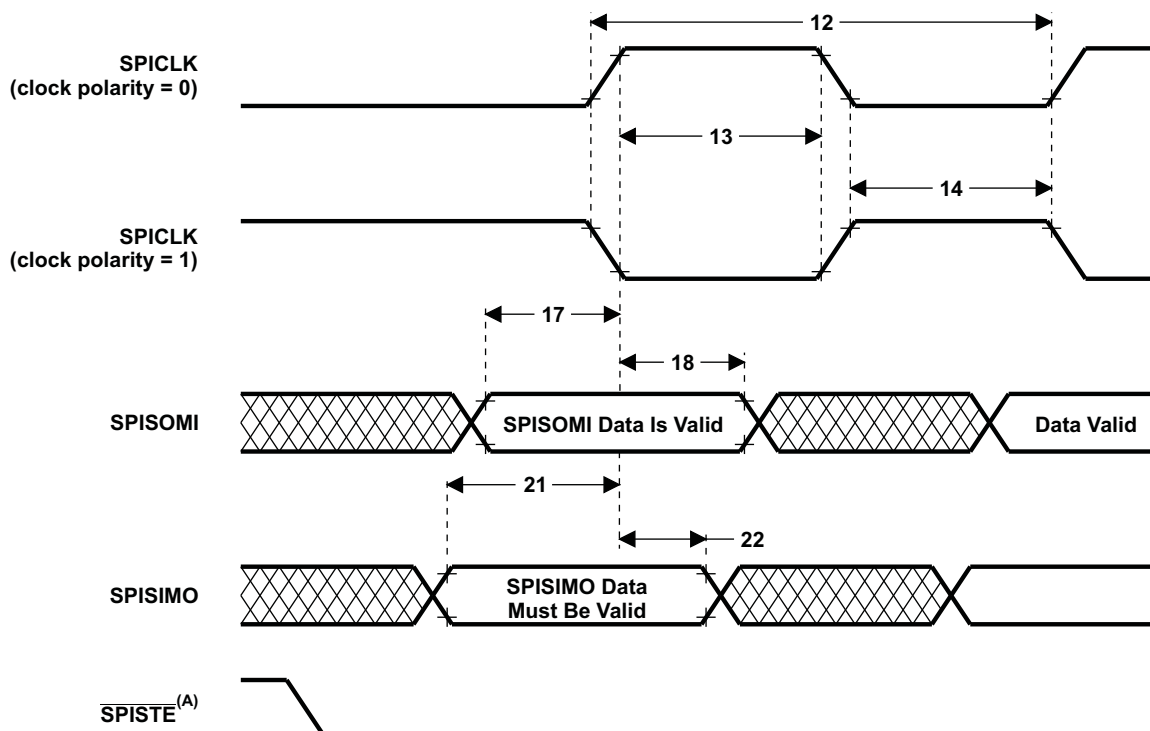 12
SPICLK
(clock polarity = 0)
13
14
SPICLK
(clock polarity = 1)
17
18
SPISOMI
SPISOMI Data Is Valid
Data Valid
21
22
SPISIMO
SPISIMO Data
Must Be Valid
SPISTE(A)